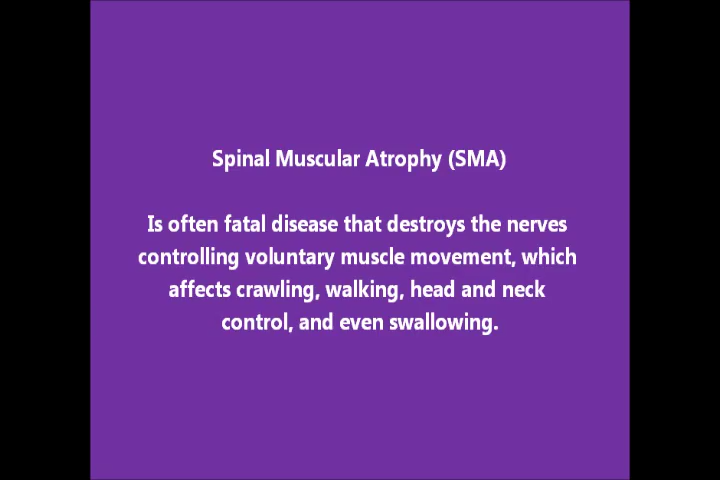 Spinal Muscular Atrophy (SMA)
Is often fatal disease that destroys the nerves
controlling voluntary muscle movement, which
affects crawling, walking, head and neck
control, and even swallowing.